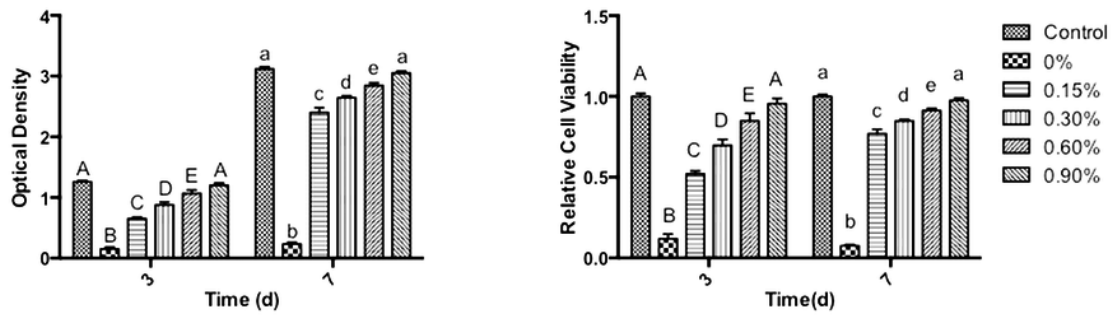 4
3
2
1
0
Optical Density
A
B
C
D
E
A
a
b
c
d
e
a
3
7
Time (d)
1.5
1.0
0.5
0.0
Relative Cell Viability
A
B
C
D
E
A
a
b
c
d
e
a
3
7
Time(d)
Control
0%
0.15%
0.30%
0.60%
0.90%